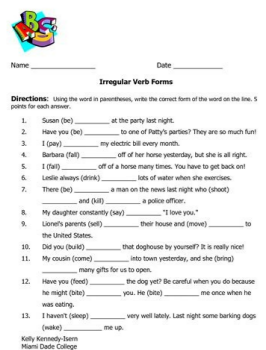 ABC's
Name ________________ Date ______________
Irregular Verb Forms
Directions: Using the word in parentheses, write the correct form of the word on the line. 5
points for each answer.
1. Susan (be) __________ at the party last night.
2. Have you (be) __________ to one of Patty's parties? They are so much fun!
3. I (pay) __________ my electric bill every month.
4. Barbara (fall) __________ off of her horse yesterday, but she is all right.
5. I (fall) __________ off of a horse many times. You have to get back on!
6. Leslie always (drink) __________ lots of water when she exercises.
7. There (be) __________ a man on the news last night who (shoot)
__________ and (kill) __________ a police officer.
8. My daughter constantly (say) __________ "I love you."
9. Lionel's parents (sell) __________ their house and (move) __________ to
the United States.
10. Did you (build) __________ that doghouse by yourself? It is really nice!
11. My cousin (come) __________ into town yesterday, and she (bring)
__________ many gifts for us to open.
12. Have you (feed) __________ the dog yet? Be careful when you do because
he might (bite) __________ you. He (bite) __________ me once when he
was eating.
13. I haven't (sleep) __________ very well lately. Last night some barking dogs
(wake) __________ me up.
Kelly Kennedy-Isern
Miami Dade College